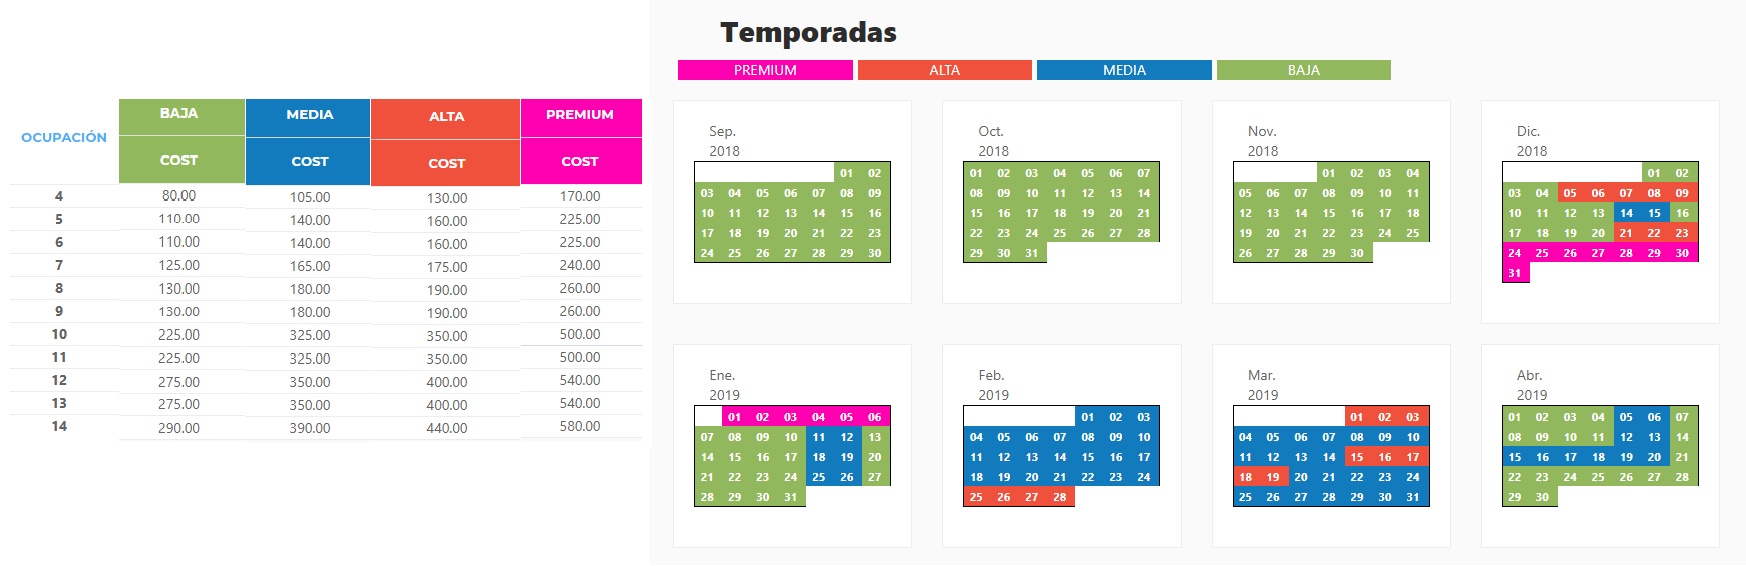 OCUPACIÓN BAJA MEDIA ALTA PREMIUM
COST COST COST COST
4 80.00 105.00 130.00 170.00
5 110.00 140.00 160.00 225.00
6 110.00 140.00 160.00 225.00
7 125.00 165.00 175.00 240.00
8 130.00 180.00 190.00 260.00
9 130.00 180.00 190.00 260.00
10 225.00 325.00 350.00 500.00
11 225.00 325.00 350.00 500.00
12 275.00 350.00 400.00 540.00
13 275.00 350.00 400.00 540.00
14 290.00 390.00 440.00 580.00
Temporadas
PREMIUM ALTA MEDIA BAJA
Sep.
2018
01 02
03 04 05 06 07 08 09
10 11 12 13 14 15 16
17 18 19 20 21 22 23
24 25 26 27 28 29 30
Oct.
2018
01 02 03 04 05 06 07
08 09 10 11 12 13 14
15 16 17 18 19 20 21
22 23 24 25 26 27 28
29 30 31
Nov.
2018
01 02 03 04
05 06 07 08 09 10 11
12 13 14 15 16 17 18
19 20 21 22 23 24 25
26 27 28 29 30
Dic.
2018
01 02
03 04 05 06 07 08 09
10 11 12 13 14 15 16
17 18 19 20 21 22 23
24 25 26 27 28 29 30
31
Ene.
2019
01 02 03 04 05 06
07 08 09 10 11 12 13
14 15 16 17 18 19 20
21 22 23 24 25 26 27
28 29 30 31
Feb.
2019
01 02 03
04 05 06 07 08 09 10
11 12 13 14 15 16 17
18 19 20 21 22 23 24
25 26 27 28
Mar.
2019
01 02 03
04 05 06 07 08 09 10
11 12 13 14 15 16 17
18 19 20 21 22 23 24
25 26 27 28 29 30 31
Abr.
2019
01 02 03 04 05 06 07
08 09 10 11 12 13 14
15 16 17 18 19 20 21
22 23 24 25 26 27 28
29 30